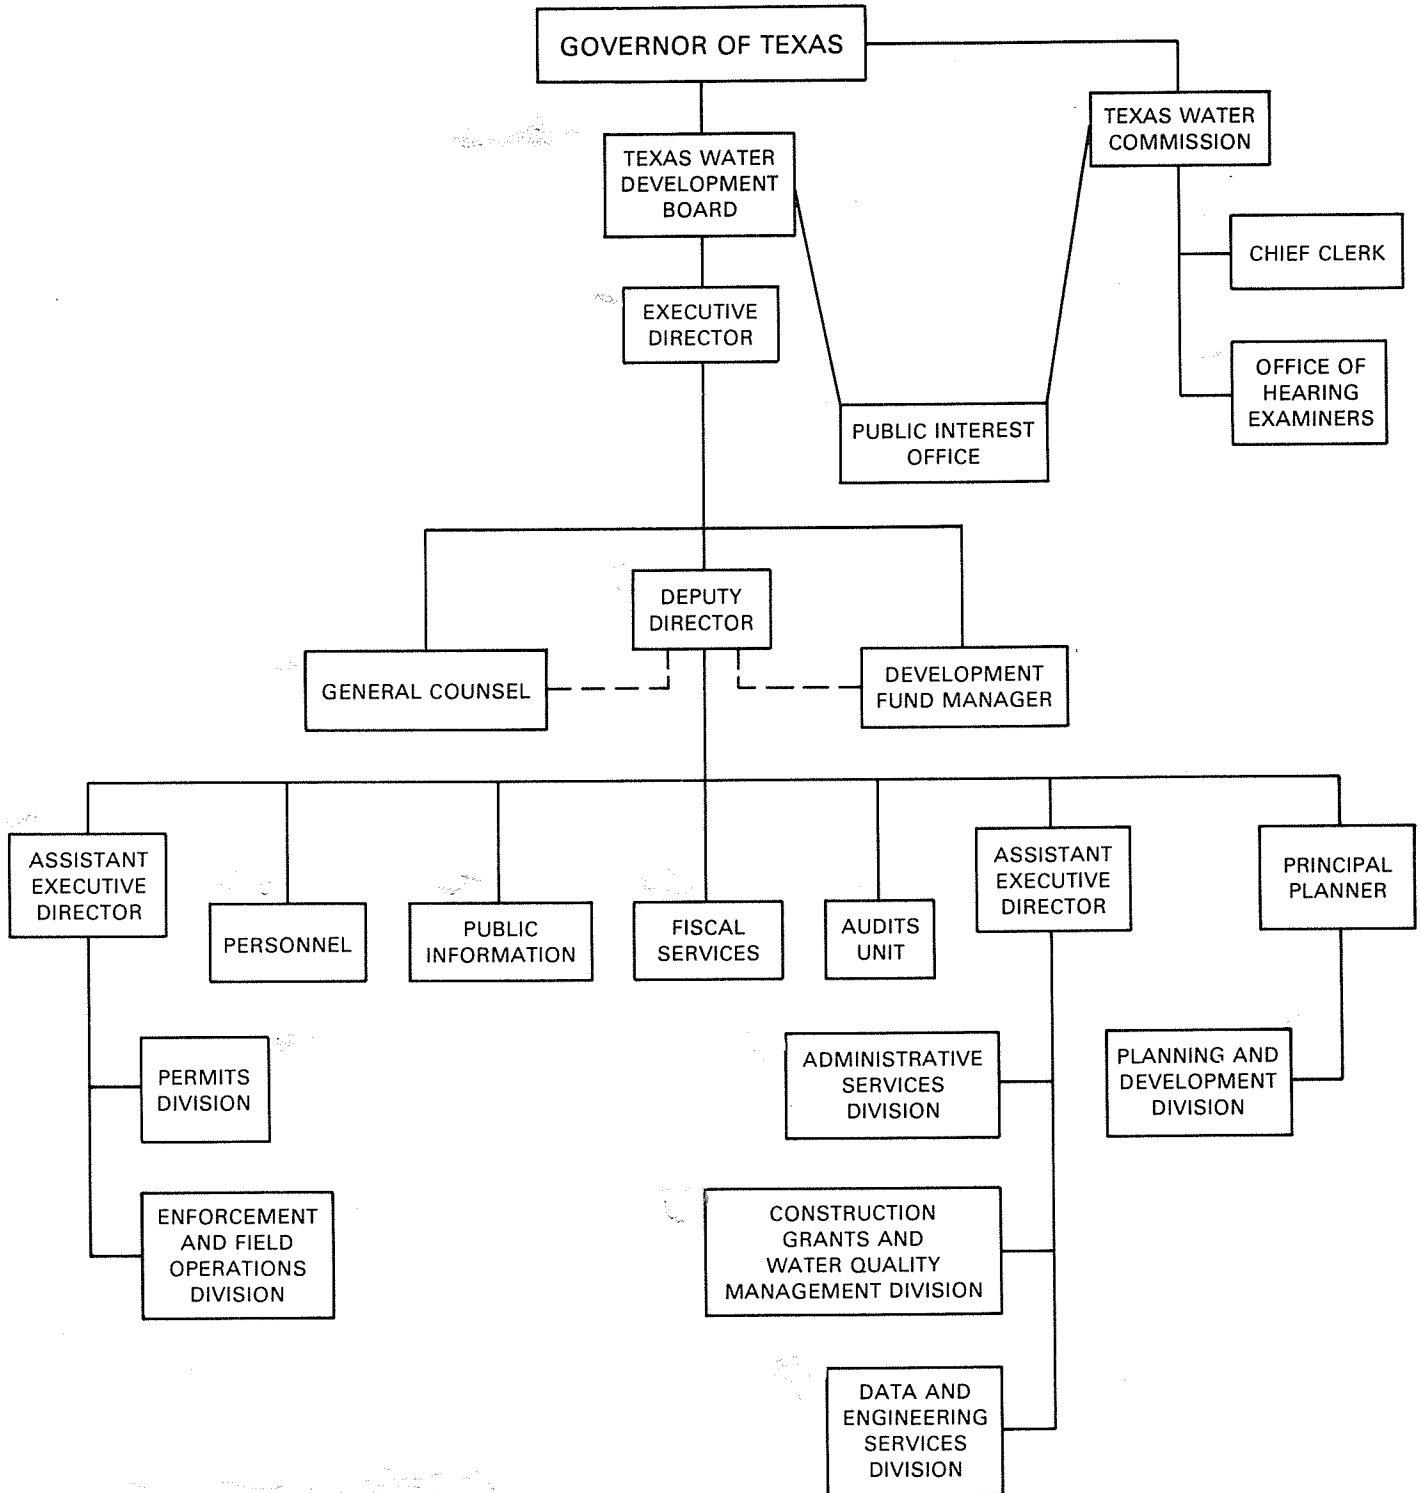 GOVERNOR OF TEXAS
TEXAS WATER
COMMISSION
TEXAS WATER
DEVELOPMENT
BOARD
CHIEF CLERK
EXECUTIVE
DIRECTOR
OFFICE OF
HEARING
EXAMINERS
PUBLIC INTEREST
OFFICE
DEPUTY
DIRECTOR
GENERAL COUNSEL
DEVELOPMENT
FUND MANAGER
ASSISTANT
EXECUTIVE
DIRECTOR
PERSONNEL
PUBLIC
INFORMATION
FISCAL
SERVICES
AUDITS
UNIT
ASSISTANT
EXECUTIVE
DIRECTOR
PRINCIPAL
PLANNER
PERMITS
DIVISION
ADMINISTRATIVE
SERVICES
DIVISION
PLANNING AND
DEVELOPMENT
DIVISION
ENFORCEMENT
AND FIELD
OPERATIONS
DIVISION
CONSTRUCTION
GRANTS AND
WATER QUALITY
MANAGEMENT DIVISION
DATA AND
ENGINEERING
SERVICES
DIVISION